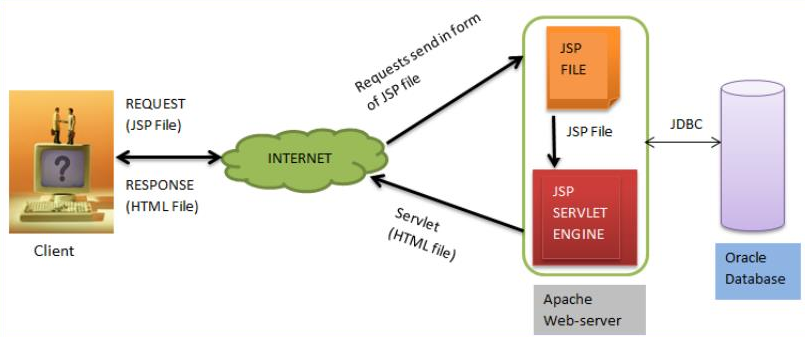 REQUEST
(JSP File)
RESPONSE
(HTML File)
Client
?
INTERNET
Requests send in form
of JSP file
Servlet
(HTML file)
JSP
FILE
JSP File
JSP
SERVLET
ENGINE
Apache
Web-server
JDBC
Oracle
Database